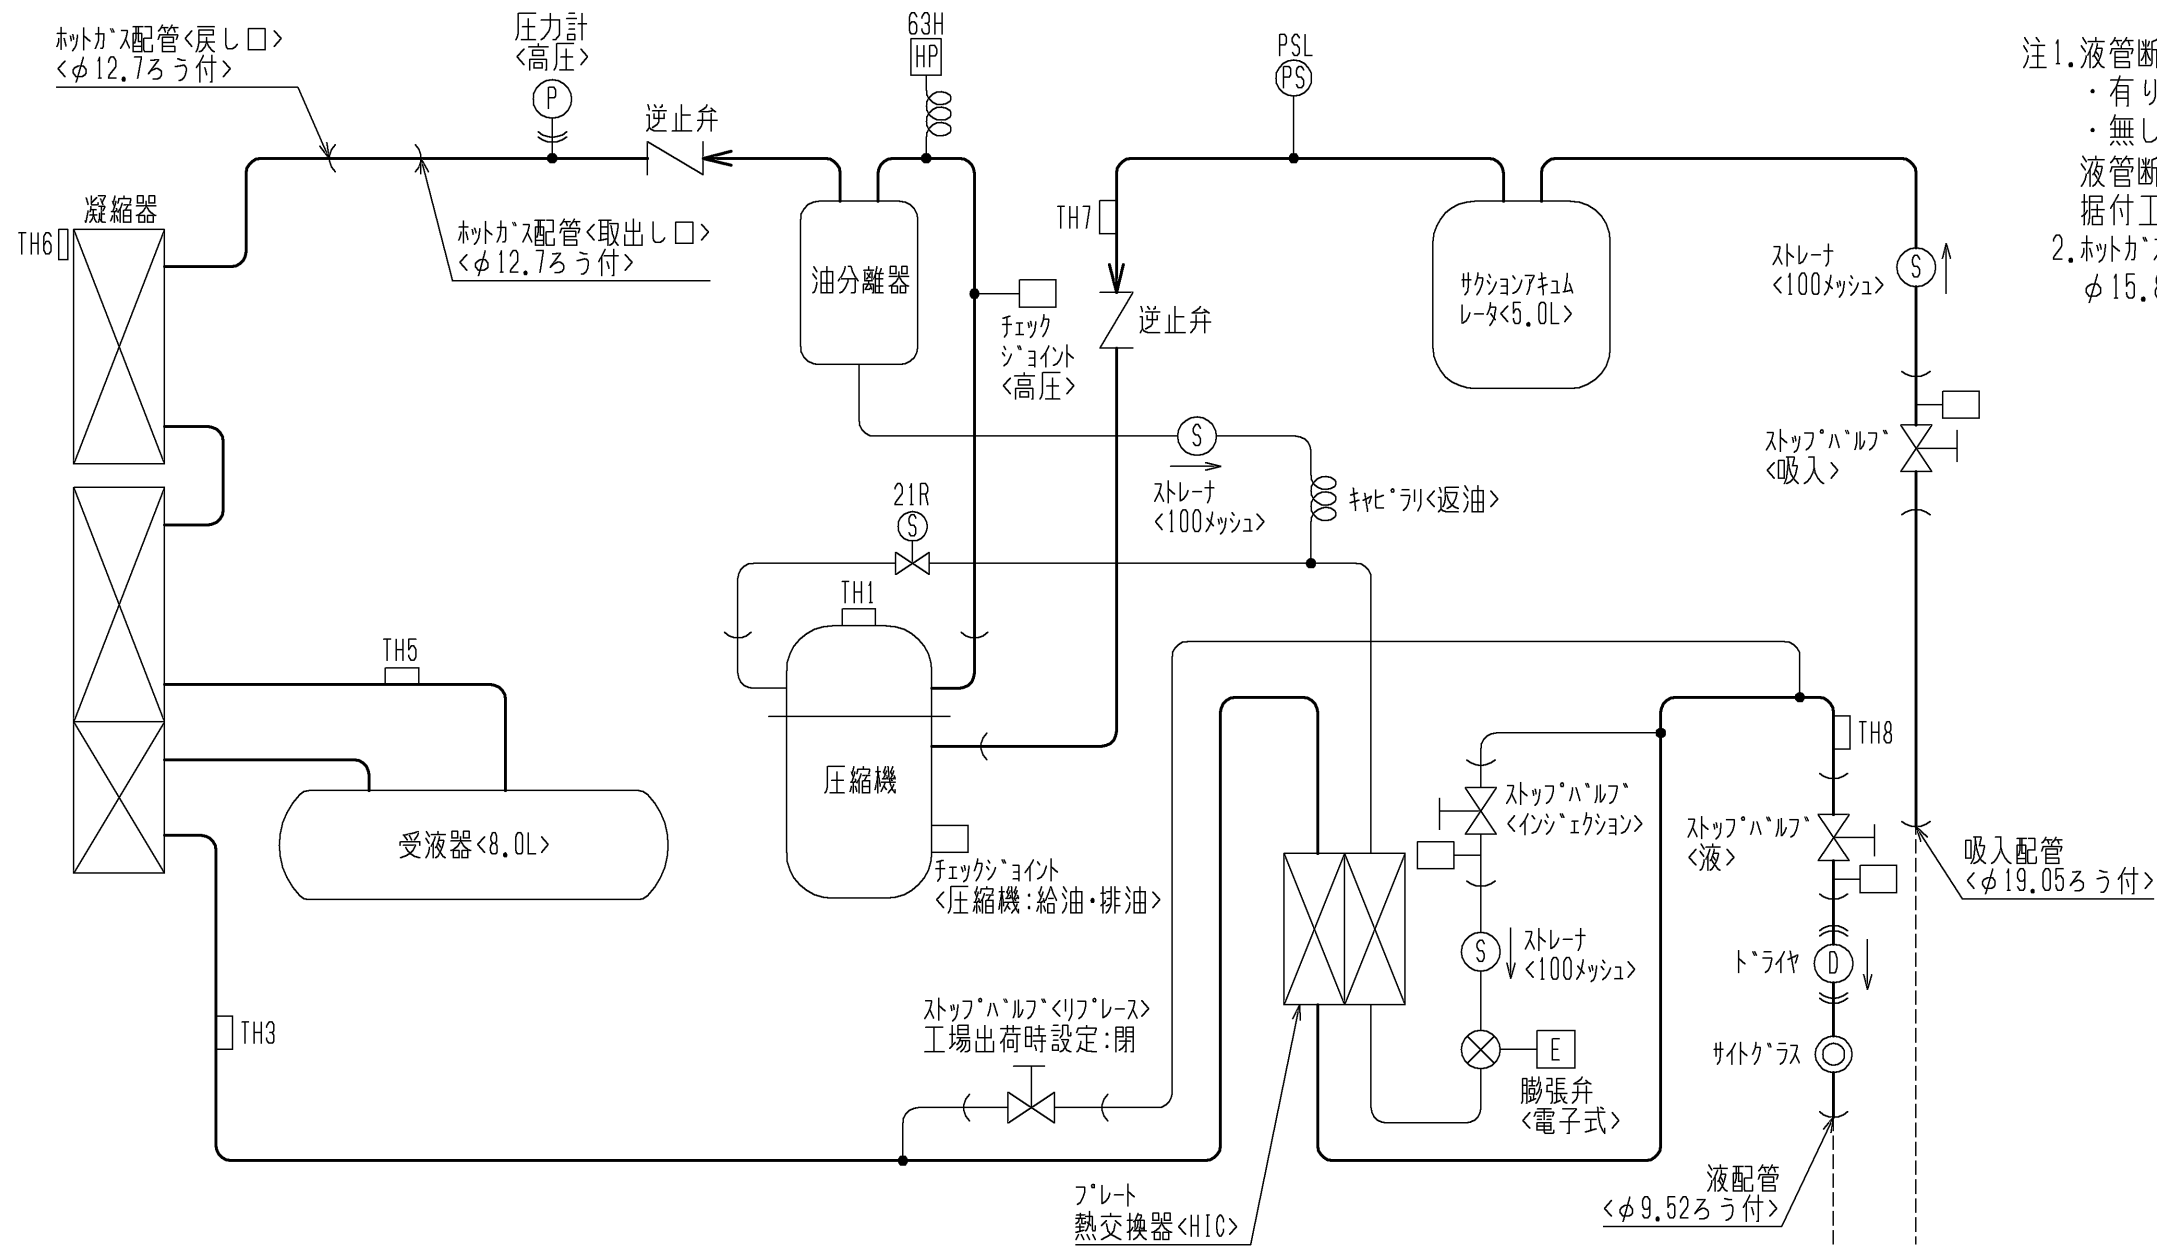 ﾎｯﾄｶﾞｽ配管<戻し口>
<φ12.7ろう付>
圧力計
<高圧>
P
63H
HP
逆止弁
PSL
PS
注1.液管断
・有り
・無し
液管断
据付工
2.ﾎｯﾄｶﾞｽ
φ15.8
凝縮器
TH6
ﾎｯﾄｶﾞｽ配管<取出し口>
<φ12.7ろう付>
油分離器
TH7
ﾁｪｯｸ
ｼﾞｮｲﾝﾄ
<高圧>
逆止弁
ｻｸｼｮﾝｱｷｭﾑ
ﾚｰﾀ<5.0L>
ｽﾄﾚｰﾅ
<100ﾒｯｼｭ>
S
ｽﾄｯﾌﾟﾊﾞﾙﾌﾞ
<吸入>
S
ｽﾄﾚｰﾅ
<100ﾒｯｼｭ>
ｷｬﾋﾟﾗﾘ<返油>
21R
S
TH1
TH5
圧縮機
受液器<8.0L>
ﾁｪｯｸｼﾞｮｲﾝﾄ
<圧縮機:給油・排油>
TH8
ｽﾄｯﾌﾟﾊﾞﾙﾌﾞ
<ｲﾝｼﾞｪｸｼｮﾝ>
ｽﾄｯﾌﾟﾊﾞﾙﾌﾞ
<液>
吸入配管
<φ19.05ろう付>
S
ｽﾄﾚｰﾅ
<100ﾒｯｼｭ>
ﾄﾞﾗｲﾔ
D
TH3
ｽﾄｯﾌﾟﾊﾞﾙﾌﾞ<ﾘﾌﾟﾚｰｽ>
工場出荷時設定:閉
E
膨張弁
<電子式>
ｻｲﾄｸﾞﾗｽ
ﾌﾟﾚｰﾄ
熱交換器<HIC>
液配管
<φ9.52ろう付>